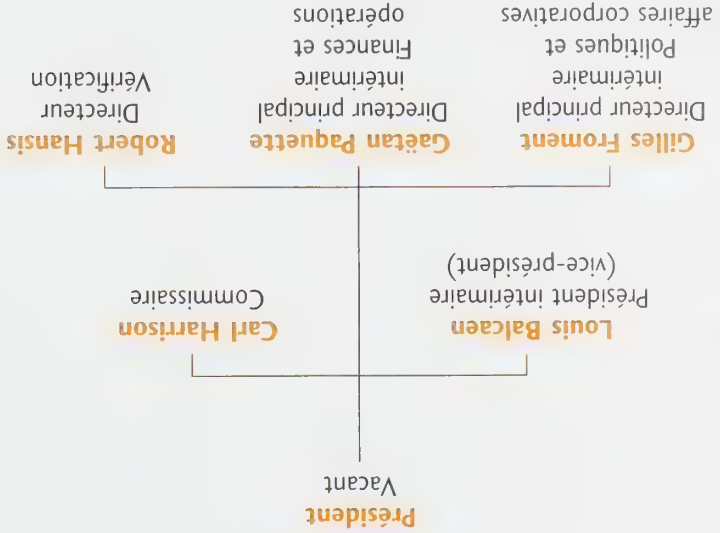 Président
Vacant
Louis Balcaen
Président intérimaire
(vice-président)
Carl Harrison
Commissaire
Gilles Froment
Directeur principal
intérimaire
Politiques et
affaires corporatives
Gaëtan Paquette
Directeur principal
intérimaire
Finances et
opérations
Robert Hansis
Directeur
Vérification